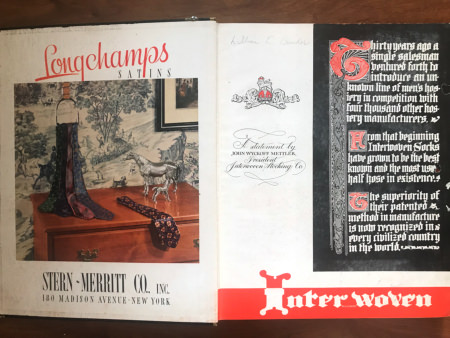 Longchamps
SATINS
STERN-MERRITT CO., INC.
180 MADISON AVENUE-NEW YORK
William E.
A statement by
JOHN WYCKOFF METTLER,
President
Interwoven Stocking Co.
Thirty years ago a
single salesman
ventured forth to
introduce an un-
known line of men's hos-
iery in competition with
four thousand other hos-
iery manufacturers.
From that beginning
Interwoven Socks
have grown to be the best
known and the most use
half hose in existence.
The superiority of
their patented
method in manufacture
is now recognized in
every civilized country
in the world.
Interwoven